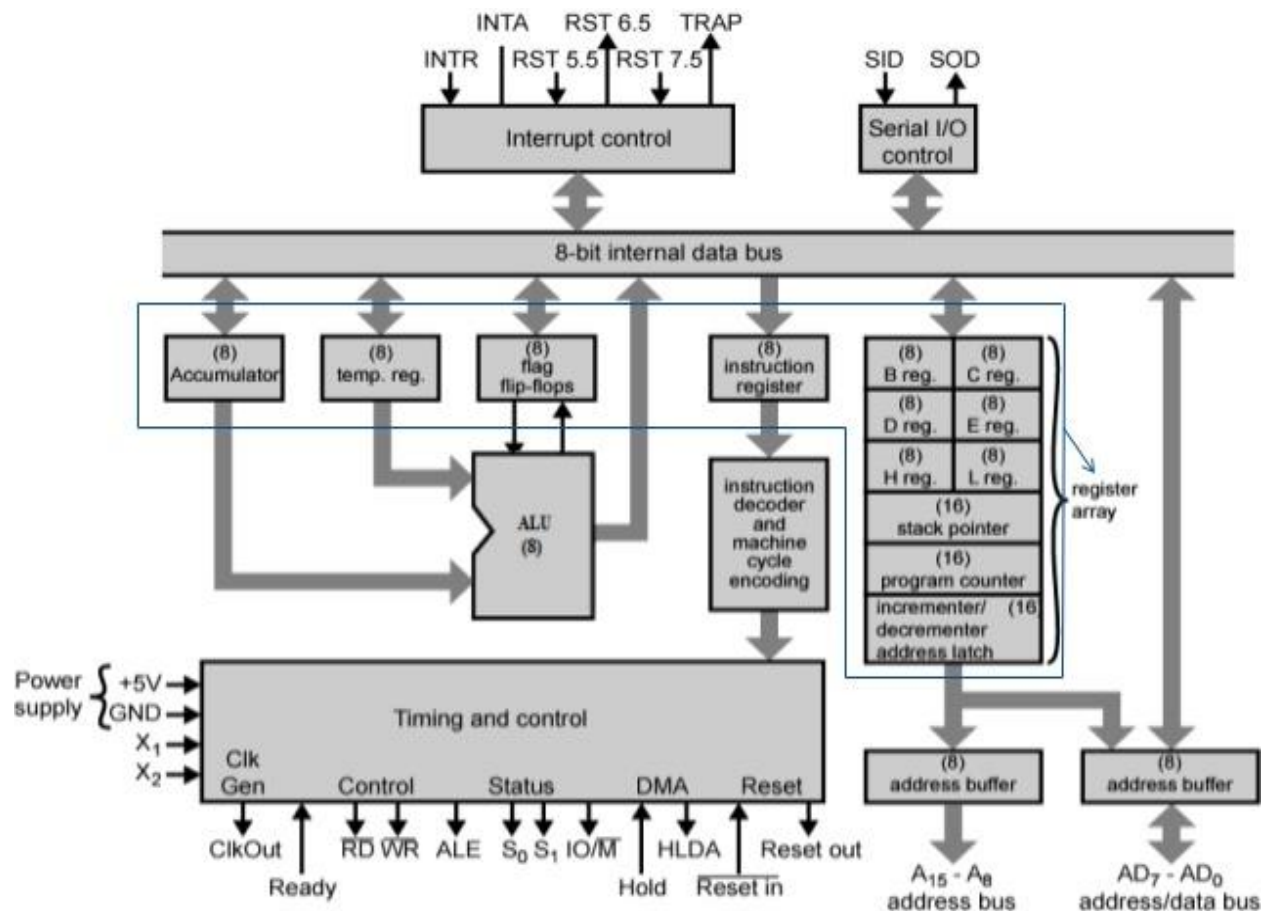 INTA RST 6.5 TRAP
INTR RST 5.5 RST 7.5
SID SOD
Interrupt control
Serial I/O
control
8-bit internal data bus
(8)
Accumulator
(8)
temp. reg.
(8)
flag
flip-flops
(8)
instruction
register
(8)
B reg.
(8)
C reg.
(8)
D reg.
(8)
E reg.
(8)
H reg.
(8)
L reg.
(16)
stack pointer
(16)
program counter
incrementer/ (16)
decrementer
address latch
register
array
ALU
(8)
instruction
decoder
and
machine
cycle
encoding
Power
supply
+5V
GND
X₁
X₂
Timing and control
Clk
Gen
Control
Status
DMA
Reset
ClkOut
Ready
R̅D̅ W̅R̅ ALE S₀ S₁ IO/M̅
Hold
HLDA
R̅e̅s̅e̅t̅ i̅n̅
Reset out
(8)
address buffer
(8)
address buffer
A₁₅ - A₈
address bus
AD₇ - AD₀
address/data bus